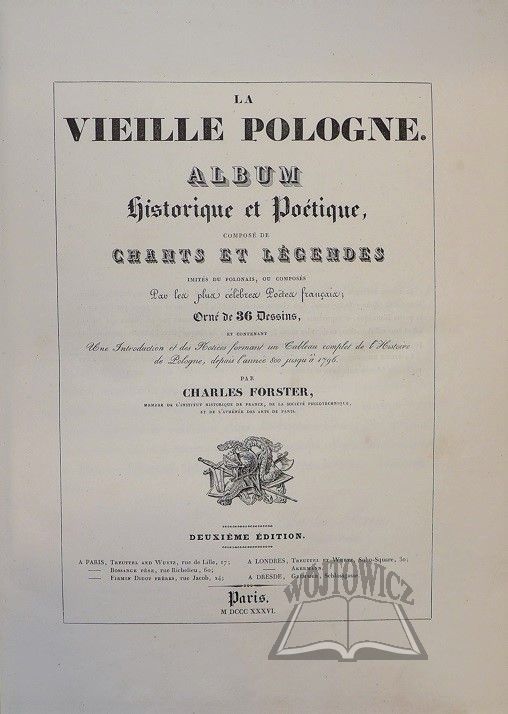 LA
VIEILLE POLOGNE.
ALBUM
Historique et Poétique,
COMPOSÉ DE
CHANTS ET LÉGENDES
IMITÉS DU POLONAIS, OU COMPOSÉS
Par les plus célèbres Poètes français;
Orné de 36 Dessins,
ET CONTENANT
Une Introduction et des Notices formant un Tableau complet de l'Histoire
de Pologne, depuis l'année 800 jusqu'à 1796.
PAR
CHARLES FORSTER,
MEMBRE DE L'INSTITUT HISTORIQUE DE FRANCE, DE LA SOCIÉTÉ PHILOTECHNIQUE,
ET DE L'ATHÉNÉE DES ARTS DE PARIS.
DEUXIÈME ÉDITION.
A PARIS, TREUTTEL AND WURTZ, rue de Lille, 17; A LONDRES, TREUTTEL ET WURTZ, Soho-Square, 30;
—— BOSSANGE PÈRE, rue Richelieu, 60; —— AKERMANN.
—— FIRMIN DIDOT FRÈRES, rue Jacob, 24; A DRESDE, Schlossgasse
Paris.
M DCCC XXXVI.
WÓJTOWICZ